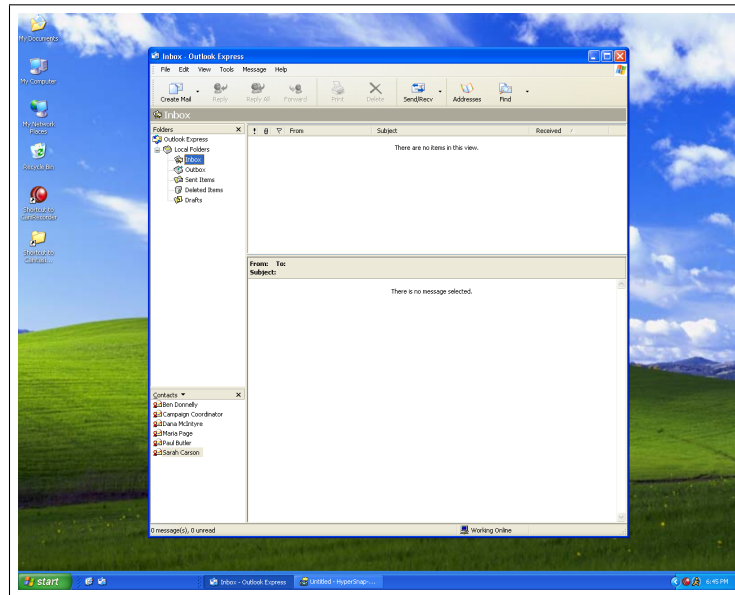 My Documents
My Computer
My Network
Places
Recycle Bin
Shortcut to
Shortcut to
Inbox - Outlook Express
File Edit View Tools Message Help
Create Mail Reply Reply All Forward Print Delete Send/Recv Addresses Find
Inbox
Folders X
Outlook Express
Local Folders
Inbox
Outbox
Sent Items
Deleted Items
Drafts
! From Subject Received
There are no items in this view.
From: To:
Subject:
There is no message selected.
Contacts X
Ben Donnelly
Campaign Coordinator
Dana McIntyre
Maria Page
Paul Butler
Sarah Carson
0 message(s), 0 unread
Working Online
start
Inbox - Outlook Express
Untitled - HyperSnap-...
6:45 PM